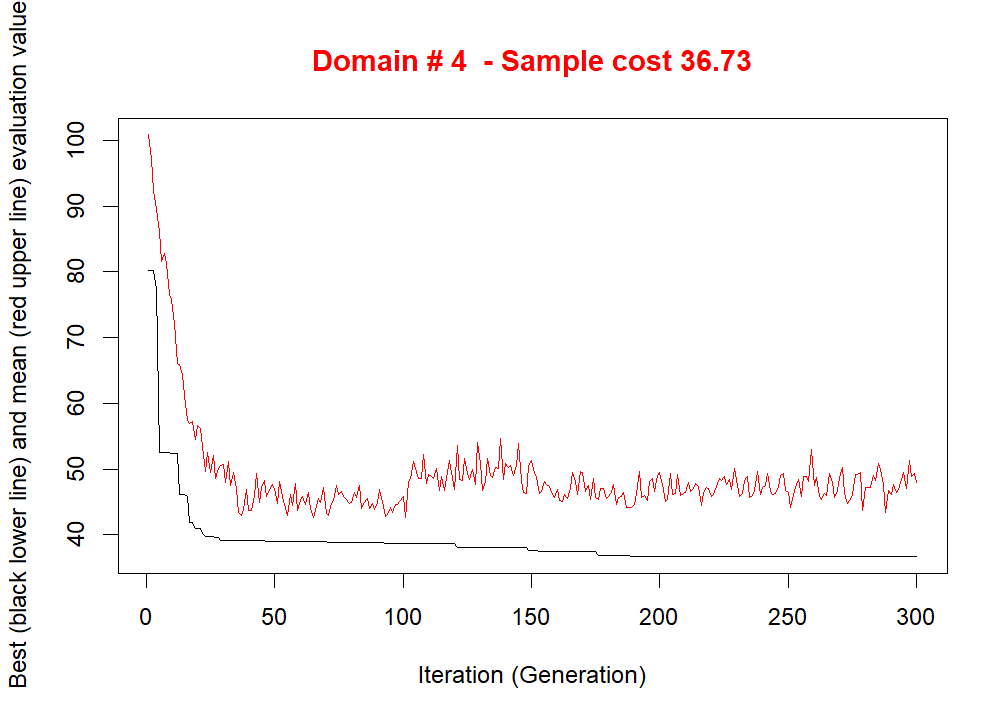 Domain # 4  - Sample cost 36.73
Best (black lower line) and mean (red upper line) evaluation value
100
90
80
70
60
50
40
0 50 100 150 200 250 300
Iteration (Generation)